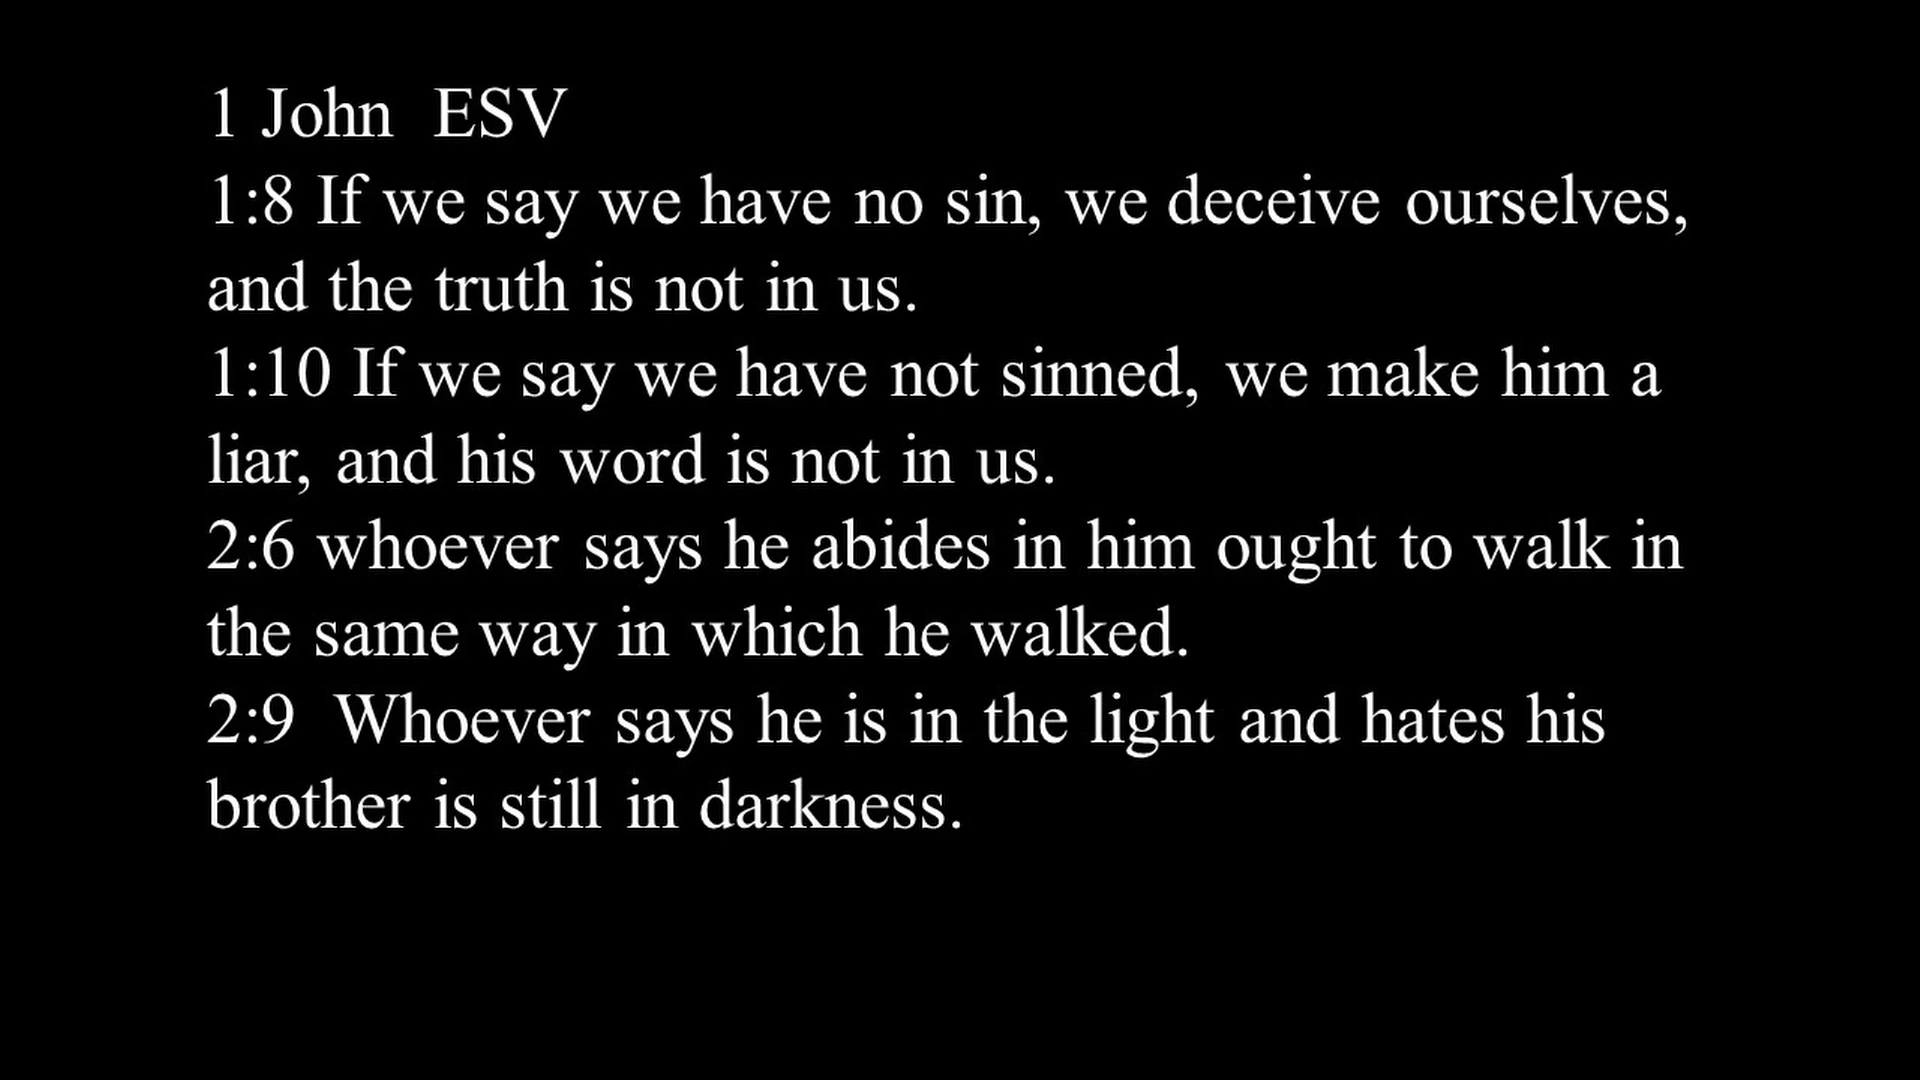 1 John  ESV
1:8 If we say we have no sin, we deceive ourselves,
and the truth is not in us.
1:10 If we say we have not sinned, we make him a
liar, and his word is not in us.
2:6 whoever says he abides in him ought to walk in
the same way in which he walked.
2:9  Whoever says he is in the light and hates his
brother is still in darkness.